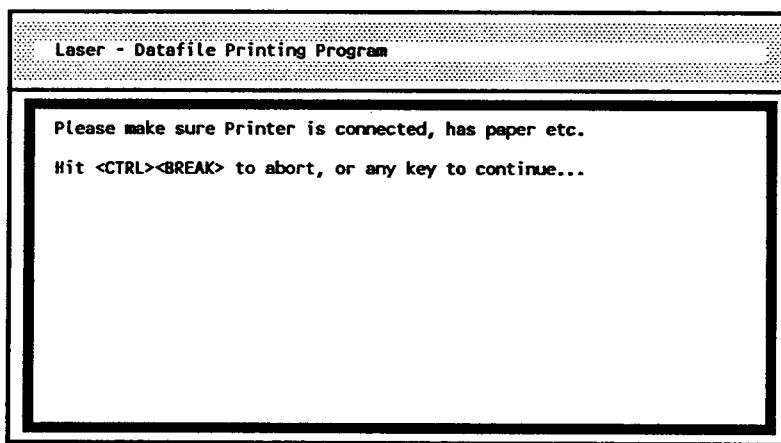 Laser - Datafile Printing Program
Please make sure Printer is connected, has paper etc.
Hit <CTRL><BREAK> to abort, or any key to continue...